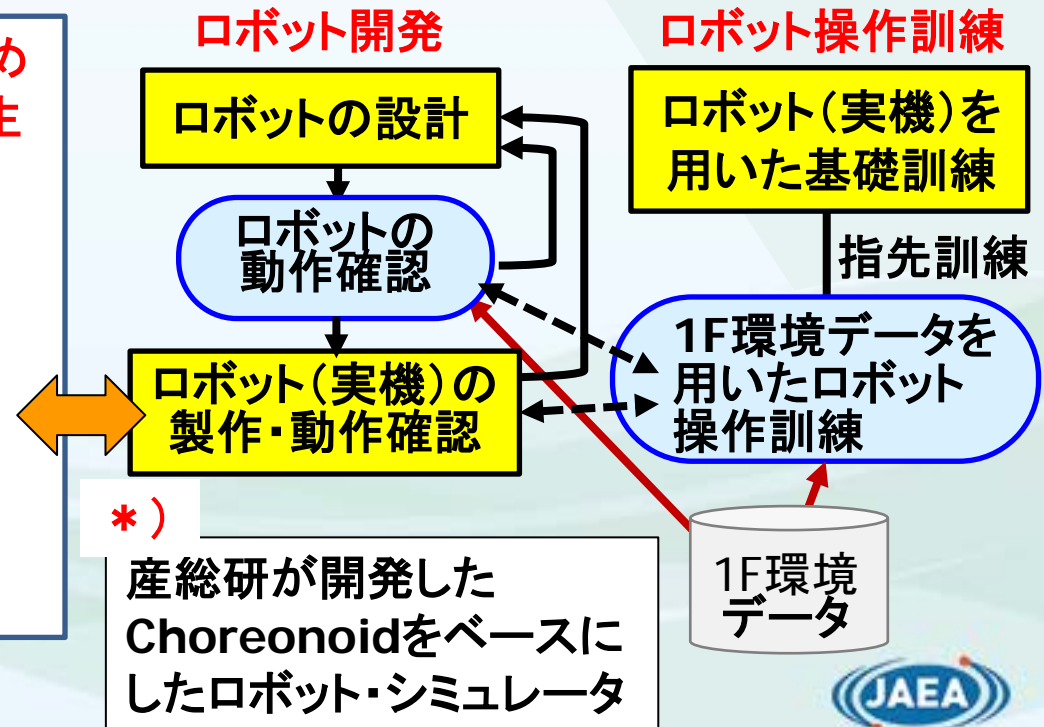 め
生
ロボット開発
ロボットの設計
ロボットの
動作確認
ロボット（実機）の
製作・動作確認
ロボット操作訓練
ロボット（実機）を
用いた基礎訓練
指先訓練
1F環境データを
用いたロボット
操作訓練
1F環境
データ
＊）
産総研が開発した
Choreonoidをベースに
したロボット・シミュレータ
JAEA